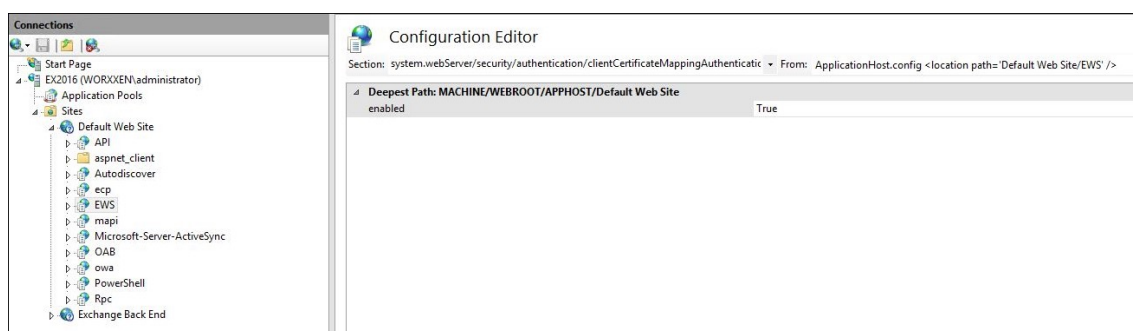 Connections
Start Page
EX2016 (WORXXEN\administrator)
Application Pools
Sites
Default Web Site
API
aspnet_client
Autodiscover
ecp
EWS
mapi
Microsoft-Server-ActiveSync
OAB
owa
PowerShell
Rpc
Exchange Back End
Configuration Editor
Section: system.webServer/security/authentication/clientCertificateMappingAuthenticatic From: ApplicationHost.config <location path='Default Web Site/EWS' />
Deepest Path: MACHINE/WEBROOT/APPHOST/Default Web Site
enabled True